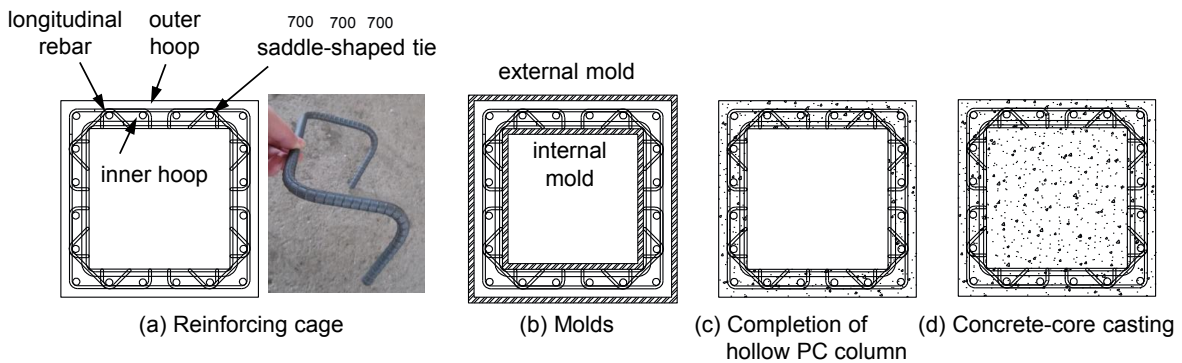 longitudinal
rebar
outer
hoop
700 700 700
saddle-shaped tie
inner hoop
external mold
internal
mold
(a) Reinforcing cage
(b) Molds
(c) Completion of
hollow PC column
(d) Concrete-core casting